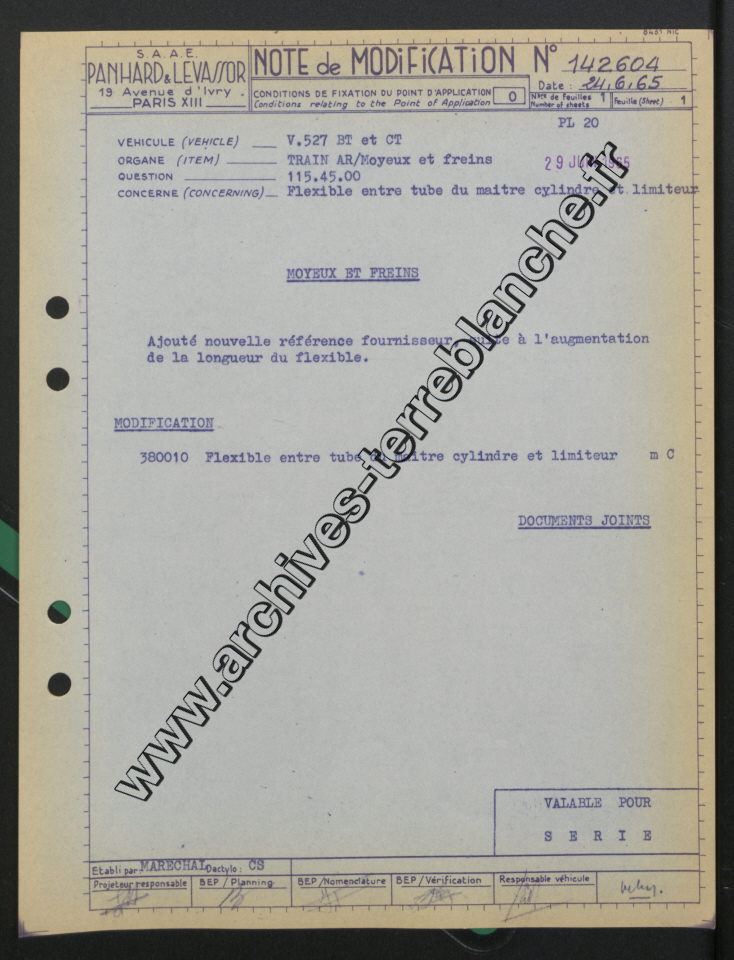 S.A.A.E.
PANHARD & LEVASSOR
19 Avenue d'Ivry.
PARIS XIII
NOTE de MODIFICATION N° 142604
CONDITIONS DE FIXATION DU POINT D'APPLICATION 0
Conditions relating to the Point of Application
Date : 24.6.65
Nbre de Feuilles 1
Number of sheets
Feuille (Sheet) 1
PL 20
VEHICULE (VEHICLE) V.527 BT et CT
ORGANE (ITEM) TRAIN AR/Moyeux et freins
QUESTION 115.45.00
CONCERNE (CONCERNING) Flexible entre tube du maitre cylindre et limiteur
MOYEUX ET FREINS
Ajouté nouvelle référence fournisseur, suite à l'augmentation
de la longueur du flexible.
MODIFICATION
380010 Flexible entre tube du maitre cylindre et limiteur m C
DOCUMENTS JOINTS
www.archives-terreblanche.fr
VALABLE POUR
S E R I E
Etabli par: MARECHAL Dactylo: CS
Projeteur responsable
BEP / Planning
BEP / Nomenclature
BEP / Vérification
Responsable véhicule